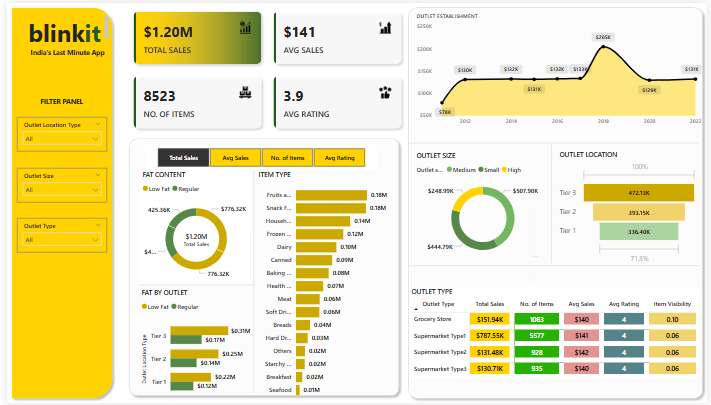 blinkit
India's Last Minute App
FILTER PANEL
Outlet Location Type
All
Outlet Size
All
Outlet Type
All
$1.20M
TOTAL SALES
$141
AVG SALES
8523
NO. OF ITEMS
3.9
AVG RATING
Total Sales
Avg Sales
No. of Items
Avg Rating
FAT CONTENT
Low Fat Regular
425.36K
$776.32K
$1.20M
Total Sales
$4...
776.32K
FAT BY OUTLET
Low Fat Regular
Outlet Location Type
Tier 3
$0.31M
$0.17M
Tier 2
$0.25M
$0.14M
Tier 1
$0.22M
$0.12M
ITEM TYPE
Fruits a... 0.18M
Snack F... 0.18M
Househ... 0.14M
Frozen ... 0.12M
Dairy 0.10M
Canned 0.09M
Baking ... 0.08M
Health ... 0.07M
Meat 0.06M
Soft Dri... 0.06M
Breads 0.04M
Hard Dr... 0.03M
Others 0.02M
Starchy ... 0.02M
Breakfast 0.02M
Seafood 0.01M
OUTLET ESTABLISHMENT
$250K
$200K
$150K
$100K
$50K
$78K
$130K
$132K
$131K
$132K
$133K
$205K
$129K
$131K
2012 2014 2016 2018 2020 2022
OUTLET SIZE
Outlet s... Medium Small High
$248.99K
$507.90K
$444.79K
...
OUTLET LOCATION
100%
Tier 3 472.13K
Tier 2 393.15K
Tier 1 336.40K
71.3%
OUTLET TYPE
Outlet Type Total Sales No. of Items Avg Sales Avg Rating Item Visibility
Grocery Store $151.94K 1083 $140 4 0.10
Supermarket Type1 $787.55K 5577 $141 4 0.06
Supermarket Type2 $131.48K 928 $142 4 0.06
Supermarket Type3 $130.71K 935 $140 4 0.06